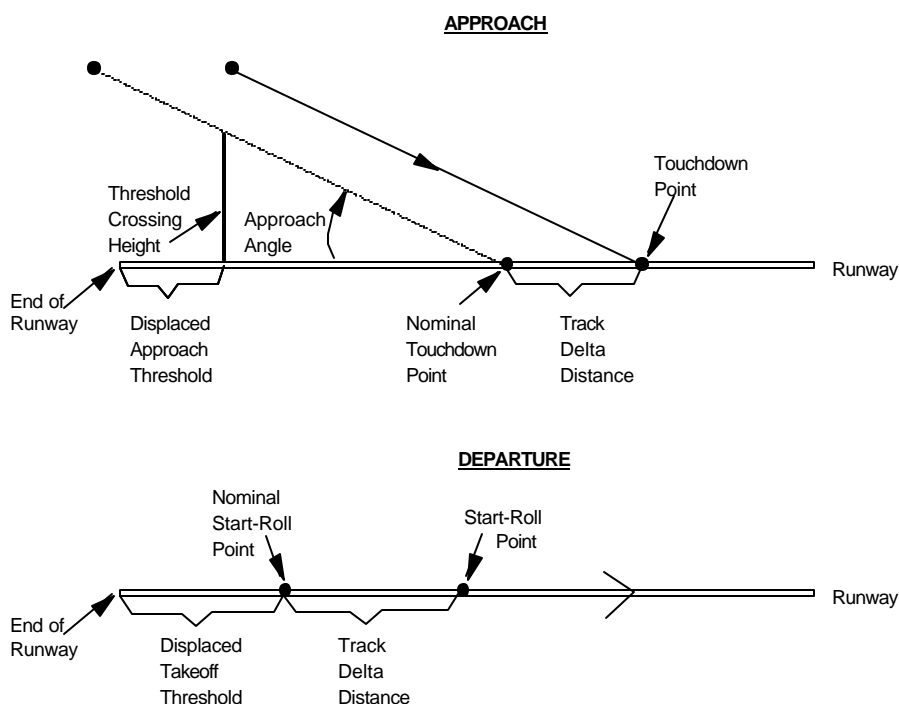 APPROACH
Threshold
Crossing
Height
Approach
Angle
Touchdown
Point
Runway
End of
Runway
Displaced
Approach
Threshold
Nominal
Touchdown
Point
Track
Delta
Distance
DEPARTURE
Nominal
Start-Roll
Point
Start-Roll
Point
Runway
End of
Runway
Displaced
Takeoff
Threshold
Track
Delta
Distance